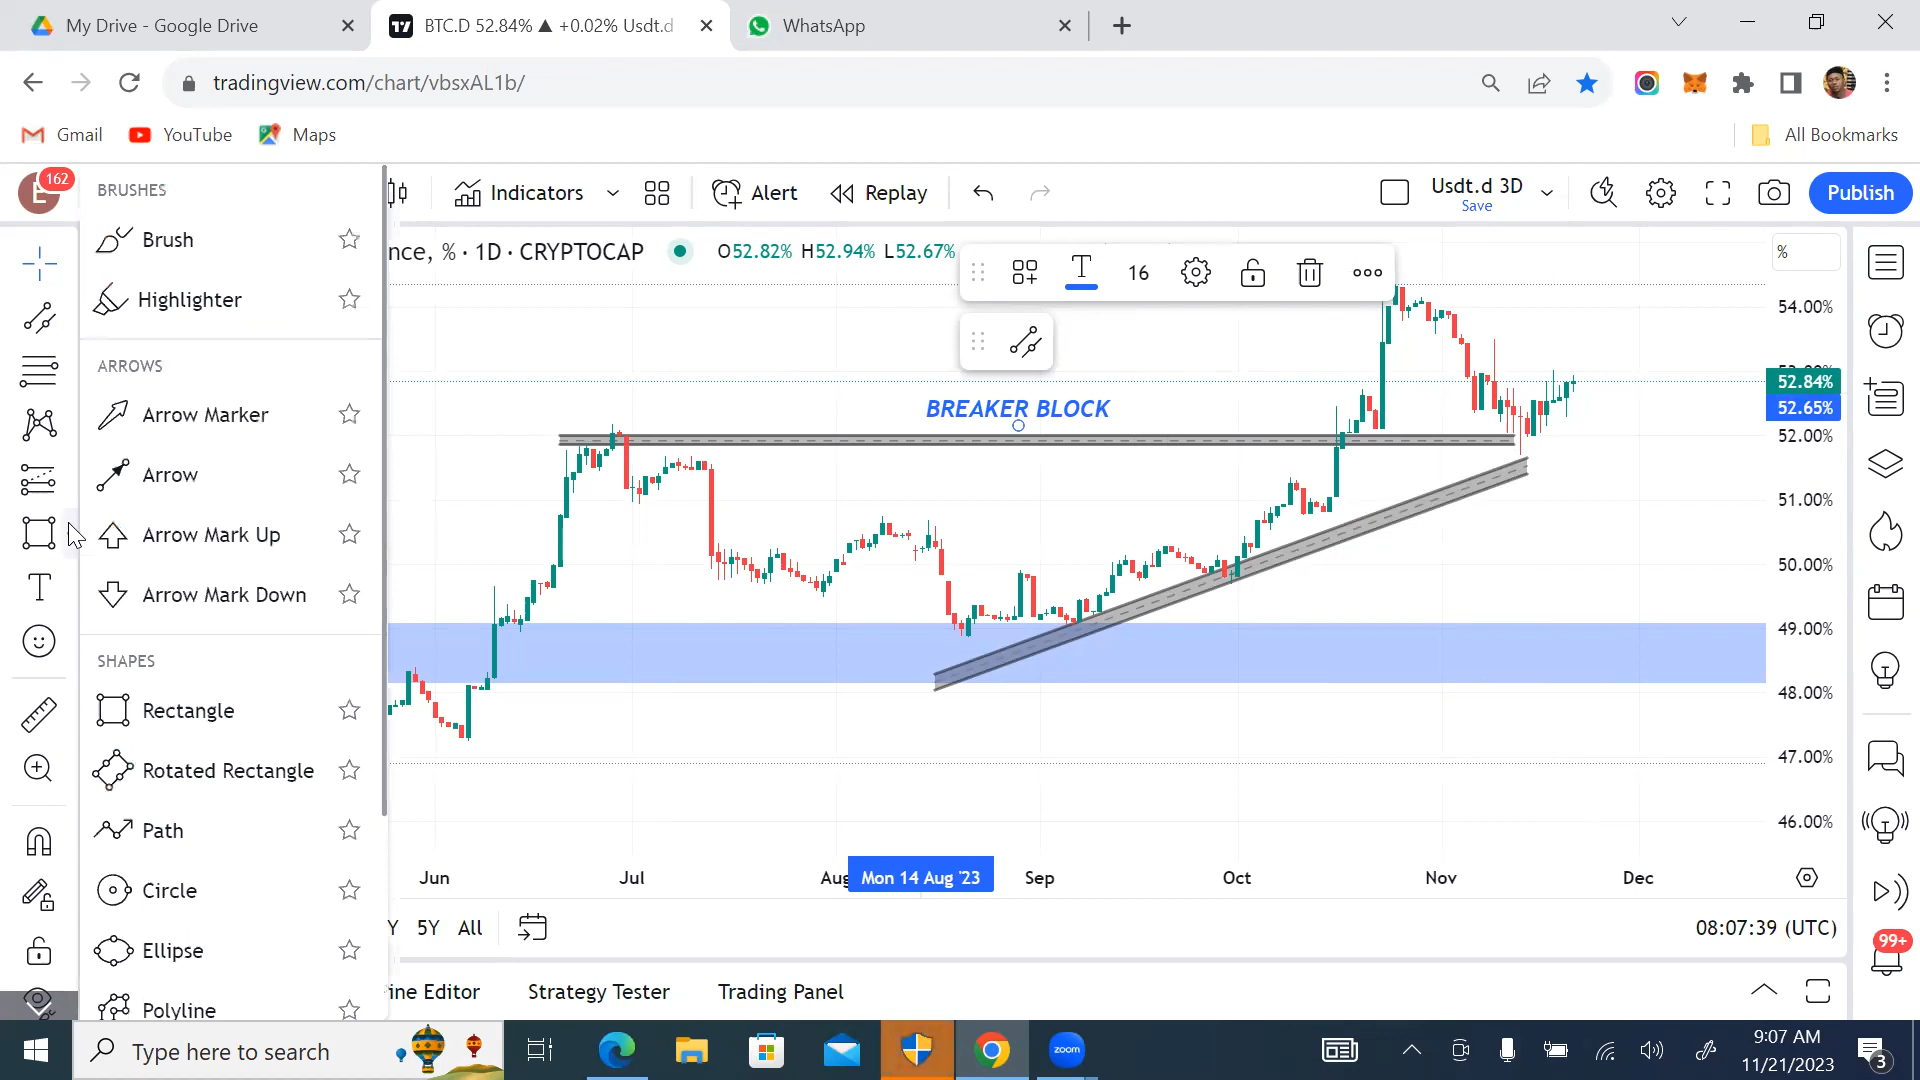 My Drive - Google Drive
BTC.D 52.84% ▲ +0.02% Usdt.d
WhatsApp
tradingview.com/chart/vbsxAL1b/
Gmail
YouTube
Maps
All Bookmarks
E
162
BRUSHES
Brush
Highlighter
ARROWS
Arrow Marker
Arrow
Arrow Mark Up
Arrow Mark Down
SHAPES
Rectangle
Rotated Rectangle
Path
Circle
Ellipse
Polyline
Indicators
Alert
Replay
Usdt.d 3D
Save
Publish
nce, % · 1D · CRYPTOCAP
O52.82% H52.94% L52.67%
16
%
BREAKER BLOCK
54.00%
52.84%
52.65%
52.00%
51.00%
50.00%
49.00%
48.00%
47.00%
46.00%
Jun
Jul
Aug
Mon 14 Aug '23
Sep
Oct
Nov
Dec
Y
5Y
All
08:07:39 (UTC)
ine Editor
Strategy Tester
Trading Panel
99+
Type here to search
zoom
9:07 AM
11/21/2023
3